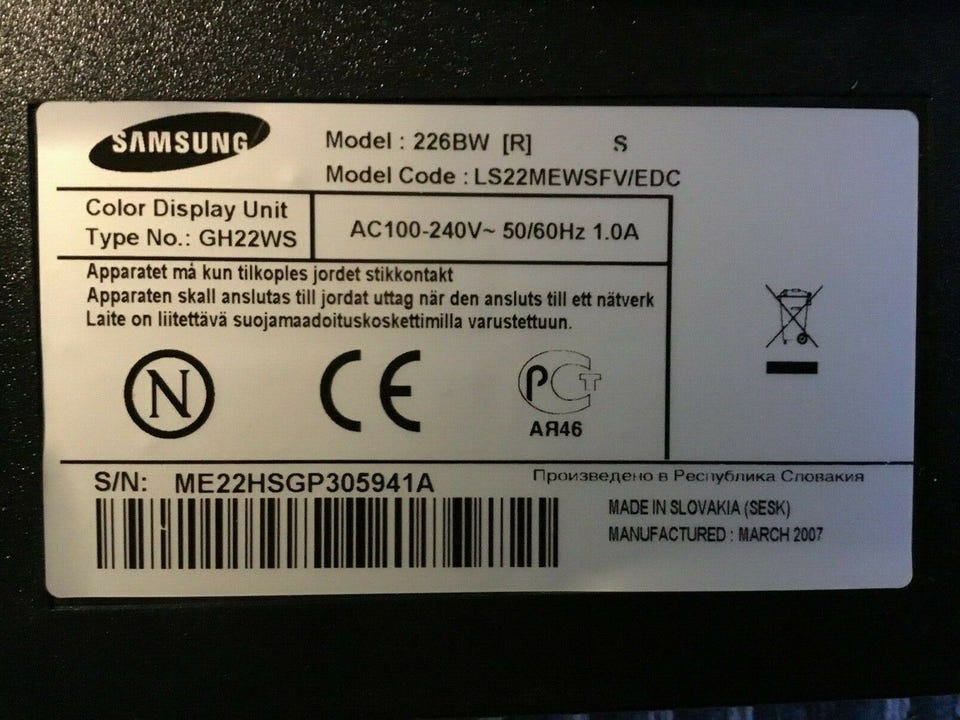 SAMSUNG
Model : 226BW [R] S
Model Code : LS22MEWSFV/EDC
Color Display Unit
Type No.: GH22WS
AC100-240V~ 50/60Hz 1.0A
Apparatet må kun tilkoples jordet stikkontakt
Apparaten skall anslutas till jordat uttag när den ansluts till ett nätverk
Laite on liitettävä suojamaadoituskoskettimilla varustettuun.
N
CE
РСТ
АЯ46
S/N: ME22HSGP305941A
Произведено в Республика Словакия
MADE IN SLOVAKIA (SESK)
MANUFACTURED : MARCH 2007